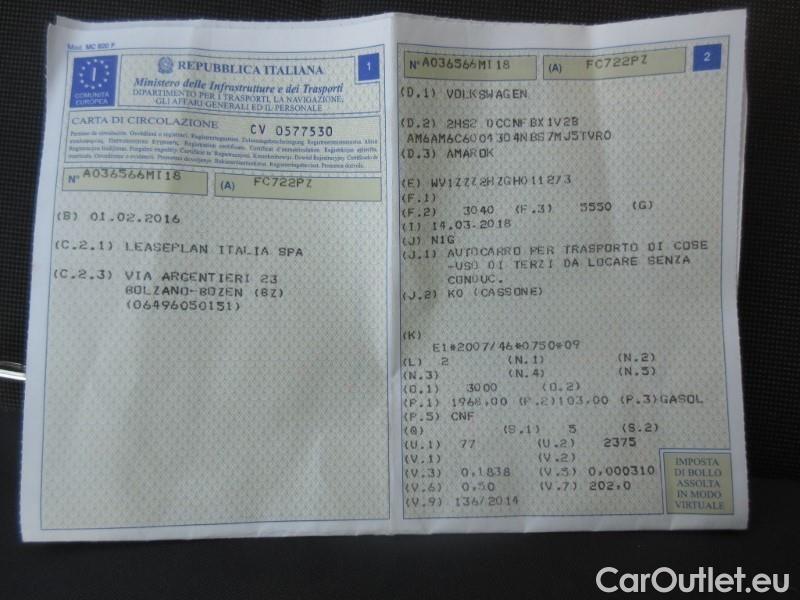 Mod. MC 820 F
I
COMUNITÀ
EUROPEA
REPUBBLICA ITALIANA
Ministero delle Infrastrutture e dei Trasporti
DIPARTIMENTO PER I TRASPORTI, LA NAVIGAZIONE,
GLI AFFARI GENERALI ED IL PERSONALE
1
CARTA DI CIRCOLAZIONE
CV 0577530
N° A036566MI18
(A) FC722PZ
(B) 01.02.2016
(C.2.1) LEASEPLAN ITALIA SPA
(C.2.3) VIA ARGENTIERI 23
BOLZANO-BOZEN (BZ)
(06496050151)
N° A036566MI18
(A) FC722PZ
2
(D.1) VOLKSWAGEN
(D.2) 2HS2 DCCNFBX1V2B
AM6AM6C6004304NBS7MJ5TVR0
(D.3) AMAROK
(E) WV1ZZZ2HZGH011273
(F.1)
(F.2) 3040 (F.3) 5550 (G)
(I) 14.03.2018
(J) N1G
(J.1) AUTOCARRO PER TRASPORTO DI COSE
-USO DI TERZI DA LOCARE SENZA
CONDUC.
(J.2) K0 (CASSONE)
(K)
E1*2007/46*0750*09
(L) 2 (N.1) (N.2)
(N.3) (N.4) (N.5)
(O.1) 3000 (O.2)
(P.1) 1968,00 (P.2)103,00 (P.3)GASOL
(P.5) CNF
(Q) (S.1) 5 (S.2)
(U.1) 77 (U.2) 2375
(V.1) (V.2)
(V.3) 0,1838 (V.5) 0,000310
(V.6) 0,50 (V.7) 202,0
(V.9) 136/2014
IMPOSTA
DI BOLLO
ASSOLTA
IN MODO
VIRTUALE
CarOutlet.eu